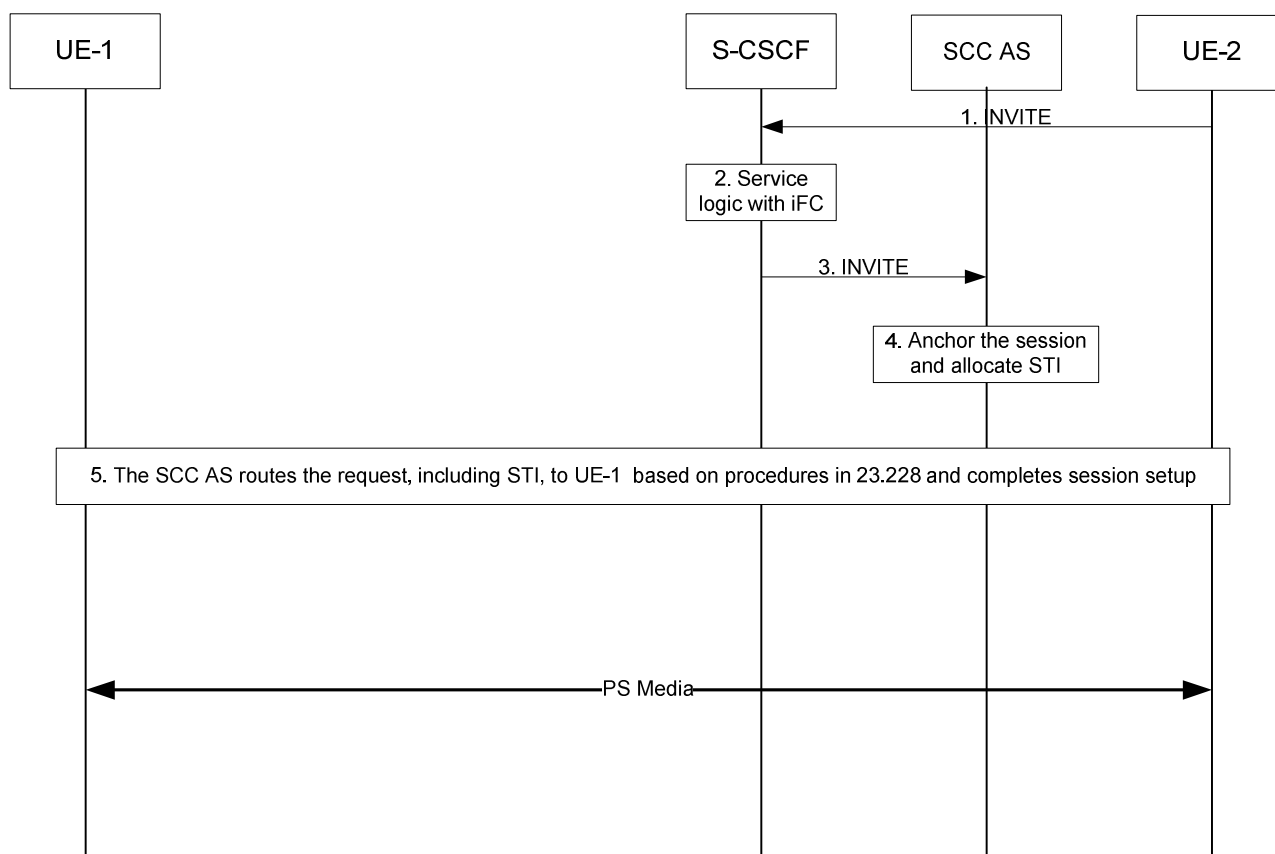 UE-1
S-CSCF
SCC AS
UE-2
1. INVITE
2. Service
logic with iFC
3. INVITE
4. Anchor the session
and allocate STI
5. The SCC AS routes the request, including STI, to UE-1 based on procedures in 23.228 and completes session setup
PS Media